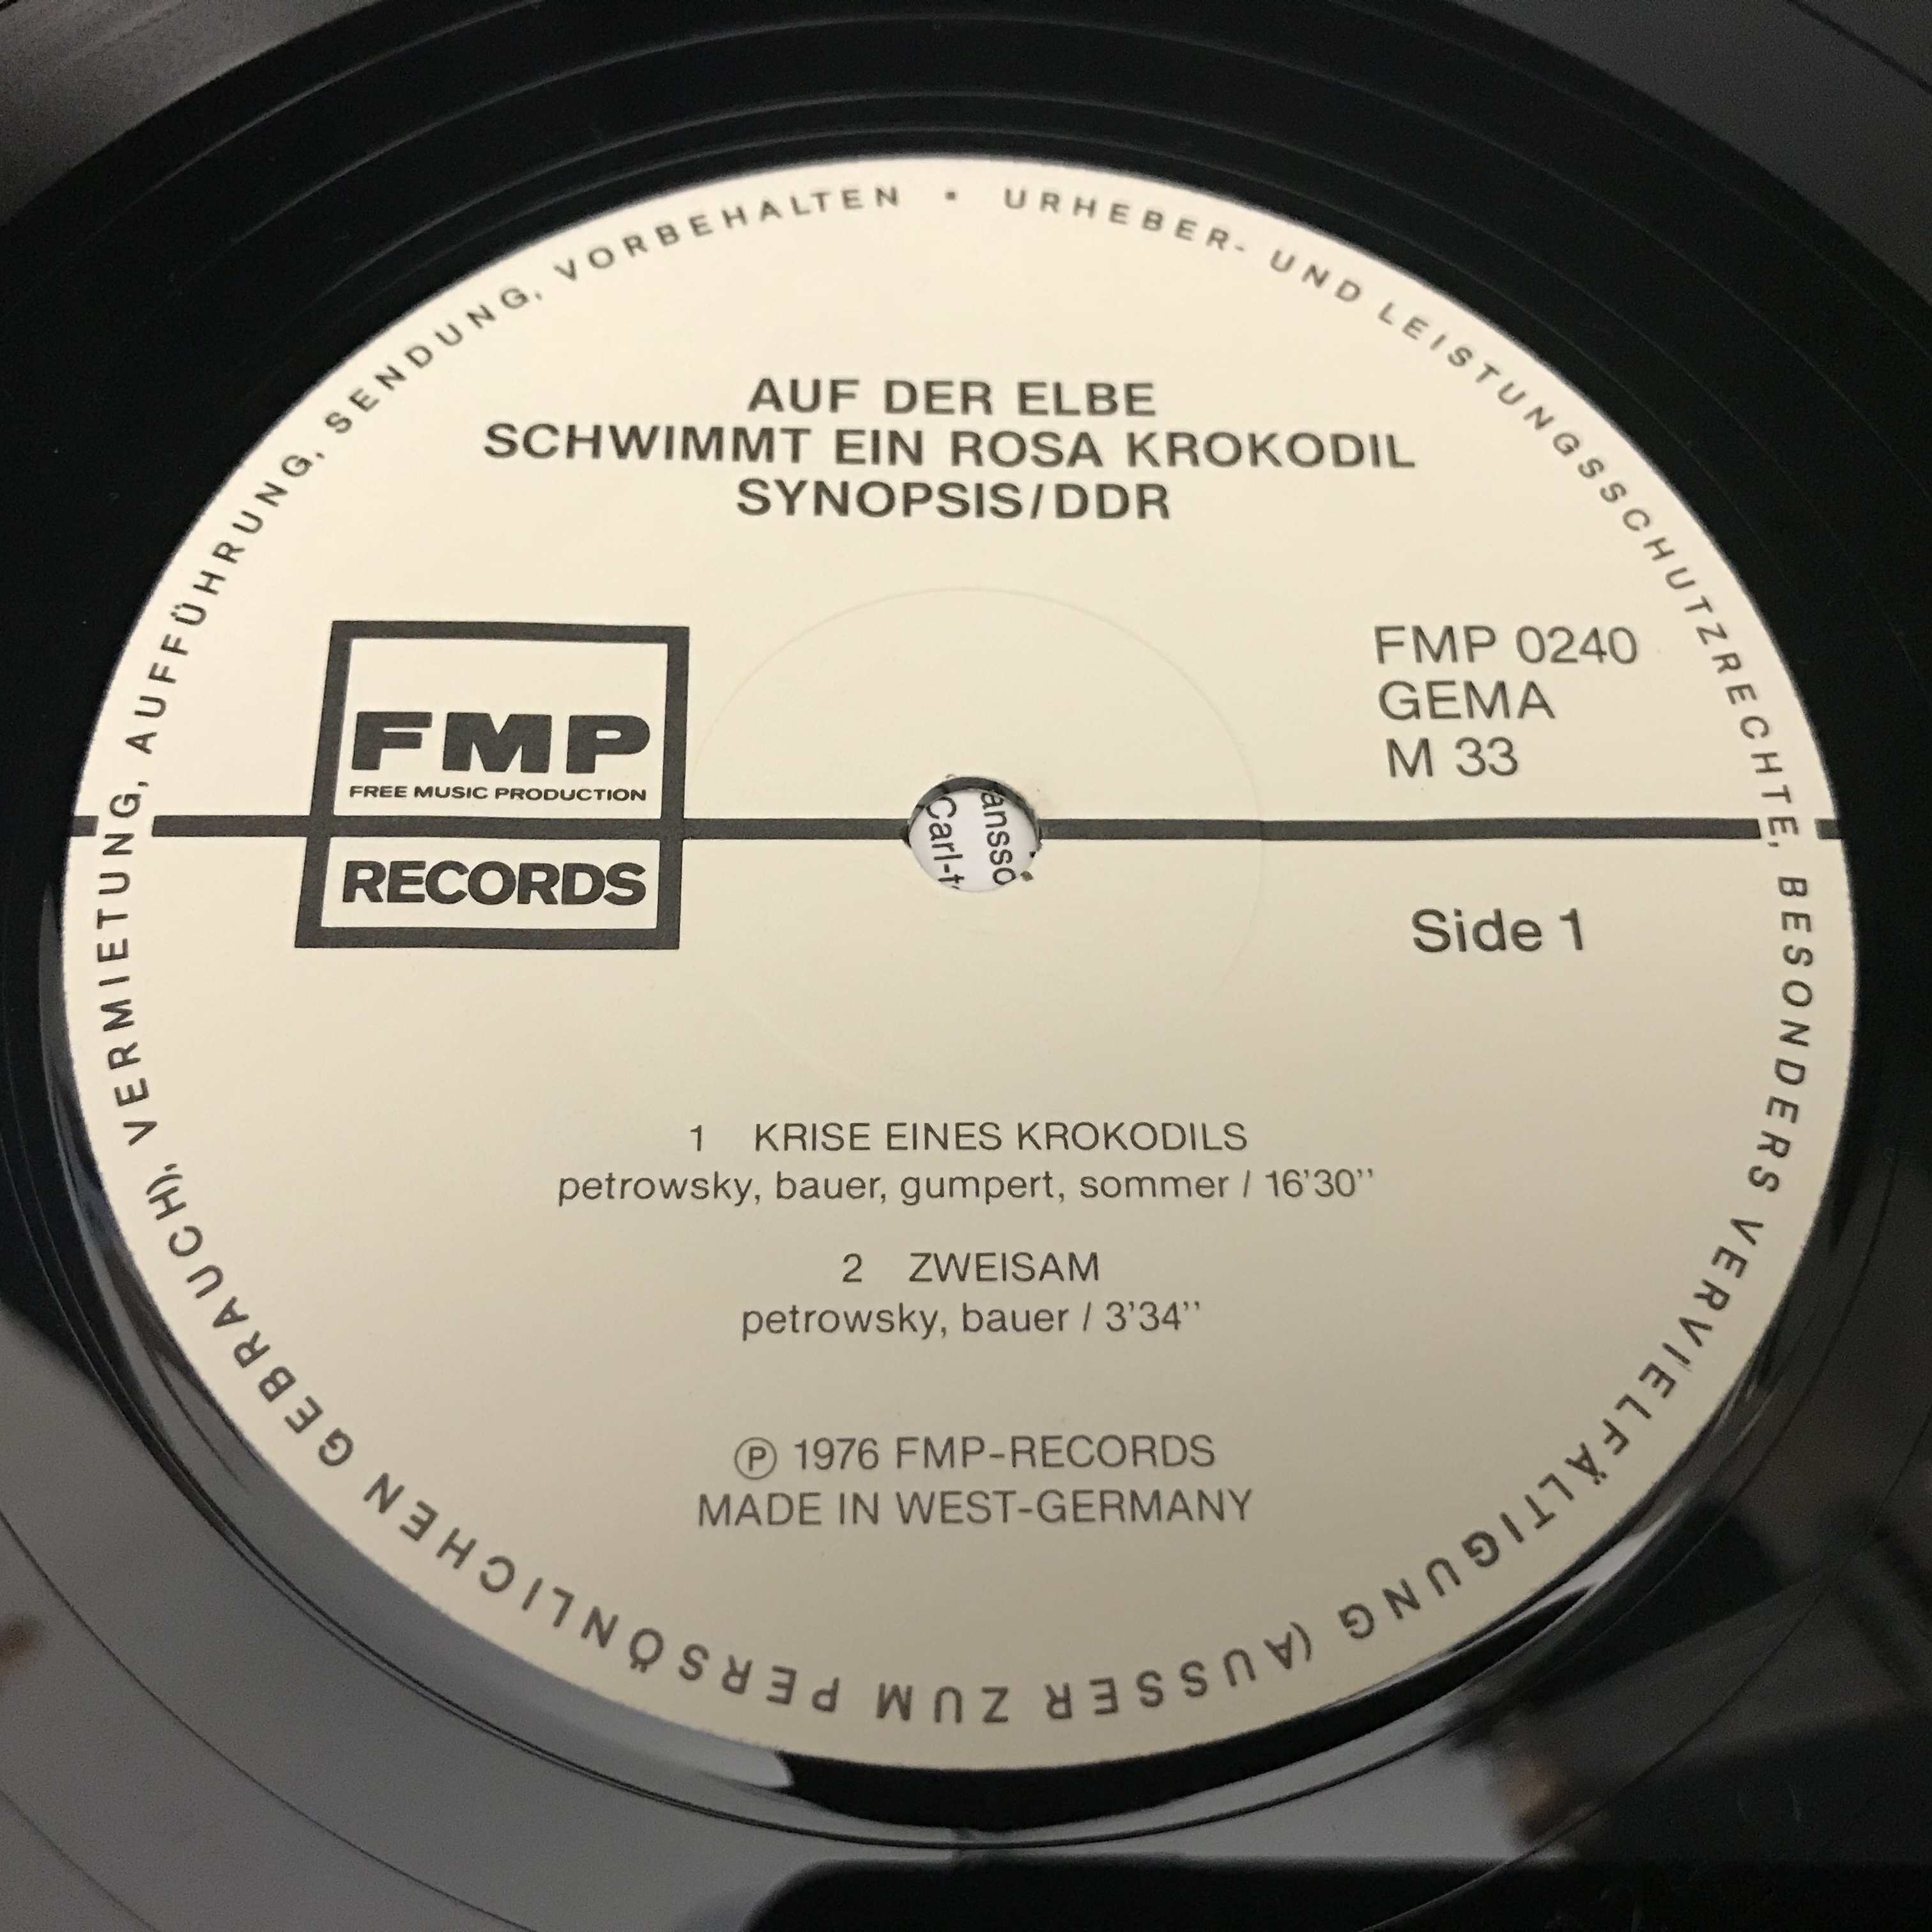 URHEBER- UND LEISTUNGSSCHUTZRECHTE, BESONDERS VERVIELFÄLTIGUNG (AUSSER ZUM PERSÖNLICHEN GEBRAUCH), VERMIETUNG, AUFFÜHRUNG, SENDUNG, VORBEHALTEN •
AUF DER ELBE
SCHWIMMT EIN ROSA KROKODIL
SYNOPSIS/DDR
FMP
FREE MUSIC PRODUCTION
RECORDS
FMP 0240
GEMA
M 33
Side 1
1 KRISE EINES KROKODILS
petrowsky, bauer, gumpert, sommer / 16'30''
2 ZWEISAM
petrowsky, bauer / 3'34''
Ⓟ 1976 FMP-RECORDS
MADE IN WEST-GERMANY